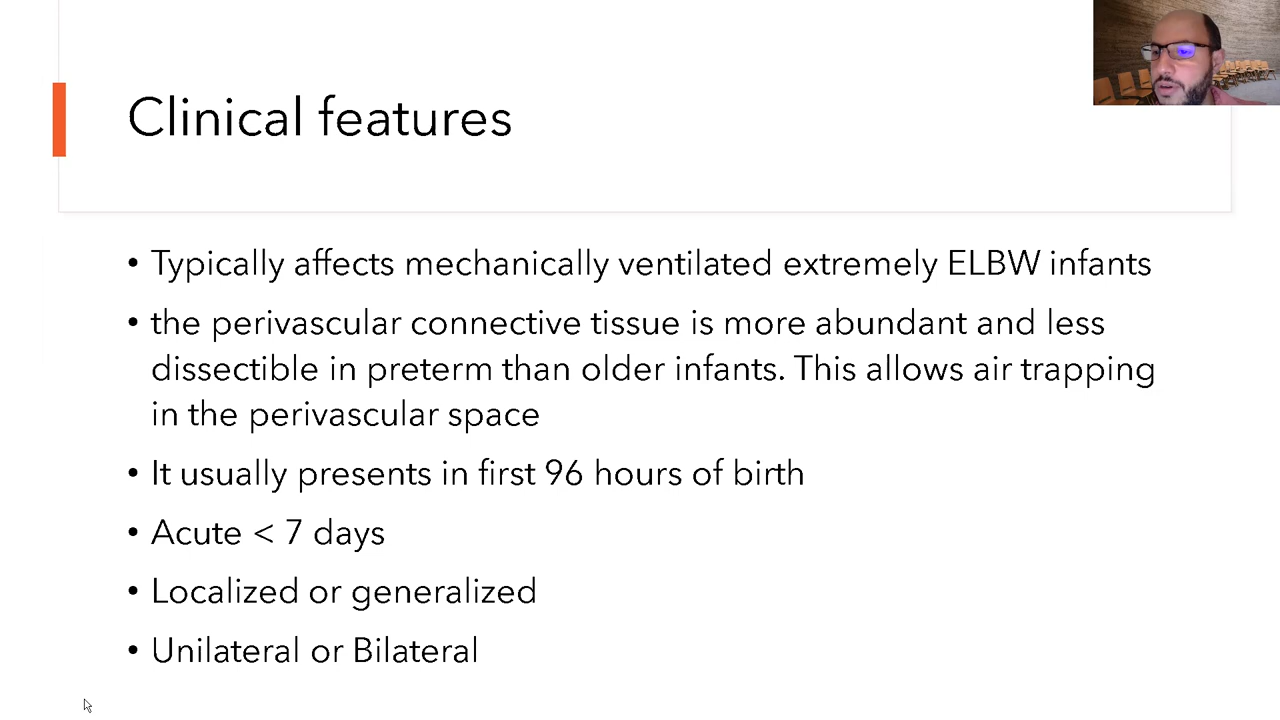 Clinical features
• Typically affects mechanically ventilated extremely ELBW infants
• the perivascular connective tissue is more abundant and less
dissectible in preterm than older infants. This allows air trapping
in the perivascular space
• It usually presents in first 96 hours of birth
• Acute < 7 days
• Localized or generalized
• Unilateral or Bilateral